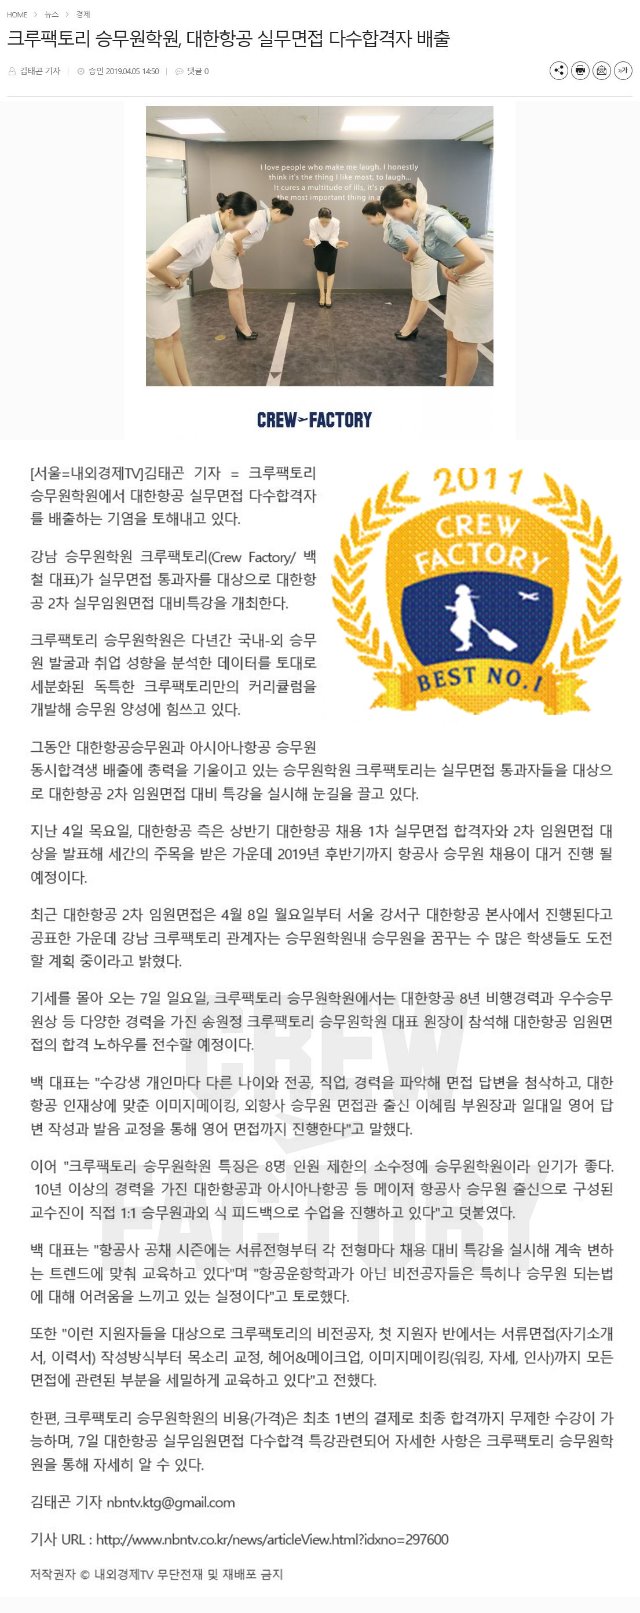 HOME > 뉴스 > 경제
크루팩토리 승무원학원, 대한항공 실무면접 다수합격자 배출
김태곤 기자 | 승인 2019.04.05 14:50 | 댓글 0
I love people who make me laugh. I honestly
think it's the thing I like most, to laugh...
It cures a multitude of ills, it's
the most important thing in a
CREW FACTORY
2011
CREW
FACTORY
BEST NO.1
[서울=내외경제TV]김태곤 기자 = 크루팩토리
승무원학원에서 대한항공 실무면접 다수합격자
를 배출하는 기염을 토해내고 있다.
강남 승무원학원 크루팩토리(Crew Factory/ 백
철 대표)가 실무면접 통과자를 대상으로 대한항
공 2차 실무임원면접 대비특강을 개최한다.
크루팩토리 승무원학원은 다년간 국내-외 승무
원 발굴과 취업 성향을 분석한 데이터를 토대로
세분화된 독특한 크루팩토리만의 커리큘럼을
개발해 승무원 양성에 힘쓰고 있다.
그동안 대한항공승무원과 아시아나항공 승무원
동시합격생 배출에 총력을 기울이고 있는 승무원학원 크루팩토리는 실무면접 통과자들을 대상으
로 대한항공 2차 임원면접 대비 특강을 실시해 눈길을 끌고 있다.
지난 4일 목요일, 대한항공 측은 상반기 대한항공 채용 1차 실무면접 합격자와 2차 임원면접 대
상을 발표해 세간의 주목을 받은 가운데 2019년 후반기까지 항공사 승무원 채용이 대거 진행 될
예정이다.
최근 대한항공 2차 임원면접은 4월 8일 월요일부터 서울 강서구 대한항공 본사에서 진행된다고
공표한 가운데 강남 크루팩토리 관계자는 승무원학원내 승무원을 꿈꾸는 수 많은 학생들도 도전
할 계획 중이라고 밝혔다.
기세를 몰아 오는 7일 일요일, 크루팩토리 승무원학원에서는 대한항공 8년 비행경력과 우수승무
원상 등 다양한 경력을 가진 송원정 크루팩토리 승무원학원 대표 원장이 참석해 대한항공 임원면
접의 합격 노하우를 전수할 예정이다.
백 대표는 "수강생 개인마다 다른 나이와 전공, 직업, 경력을 파악해 면접 답변을 첨삭하고, 대한
항공 인재상에 맞춘 이미지메이킹, 외항사 승무원 면접관 출신 이혜림 부원장과 일대일 영어 답
변 작성과 발음 교정을 통해 영어 면접까지 진행한다"고 말했다.
이어 "크루팩토리 승무원학원 특징은 8명 인원 제한의 소수정예 승무원학원이라 인기가 좋다.
10년 이상의 경력을 가진 대한항공과 아시아나항공 등 메이저 항공사 승무원 출신으로 구성된
교수진이 직접 1:1 승무원과외 식 피드백으로 수업을 진행하고 있다"고 덧붙였다.
백 대표는 "항공사 공채 시즌에는 서류전형부터 각 전형마다 채용 대비 특강을 실시해 계속 변하
는 트렌드에 맞춰 교육하고 있다"며 "항공운항학과가 아닌 비전공자들은 특히나 승무원 되는법
에 대해 어려움을 느끼고 있는 실정이다"고 토로했다.
또한 "이런 지원자들을 대상으로 크루팩토리의 비전공자, 첫 지원자 반에서는 서류면접(자기소개
서, 이력서) 작성방식부터 목소리 교정, 헤어&메이크업, 이미지메이킹(워킹, 자세, 인사)까지 모든
면접에 관련된 부분을 세밀하게 교육하고 있다"고 전했다.
한편, 크루팩토리 승무원학원의 비용(가격)은 최초 1번의 결제로 최종 합격까지 무제한 수강이 가
능하며, 7일 대한항공 실무임원면접 다수합격 특강관련되어 자세한 사항은 크루팩토리 승무원학
원을 통해 자세히 알 수 있다.
CREW
FACTORY
김태곤 기자 nbntv.ktg@gmail.com
기사 URL : http://www.nbntv.co.kr/news/articleView.html?idxno=297600
저작권자 © 내외경제TV 무단전재 및 재배포 금지